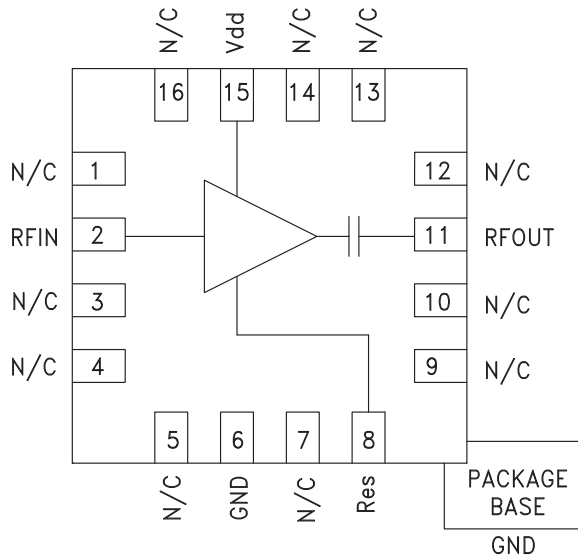 N/C
Vdd
N/C
N/C
16
15
14
13
N/C
1
12
N/C
RFIN
2
11
RFOUT
N/C
3
10
N/C
N/C
4
9
N/C
5
6
7
8
N/C
GND
N/C
Res
PACKAGE
BASE
GND